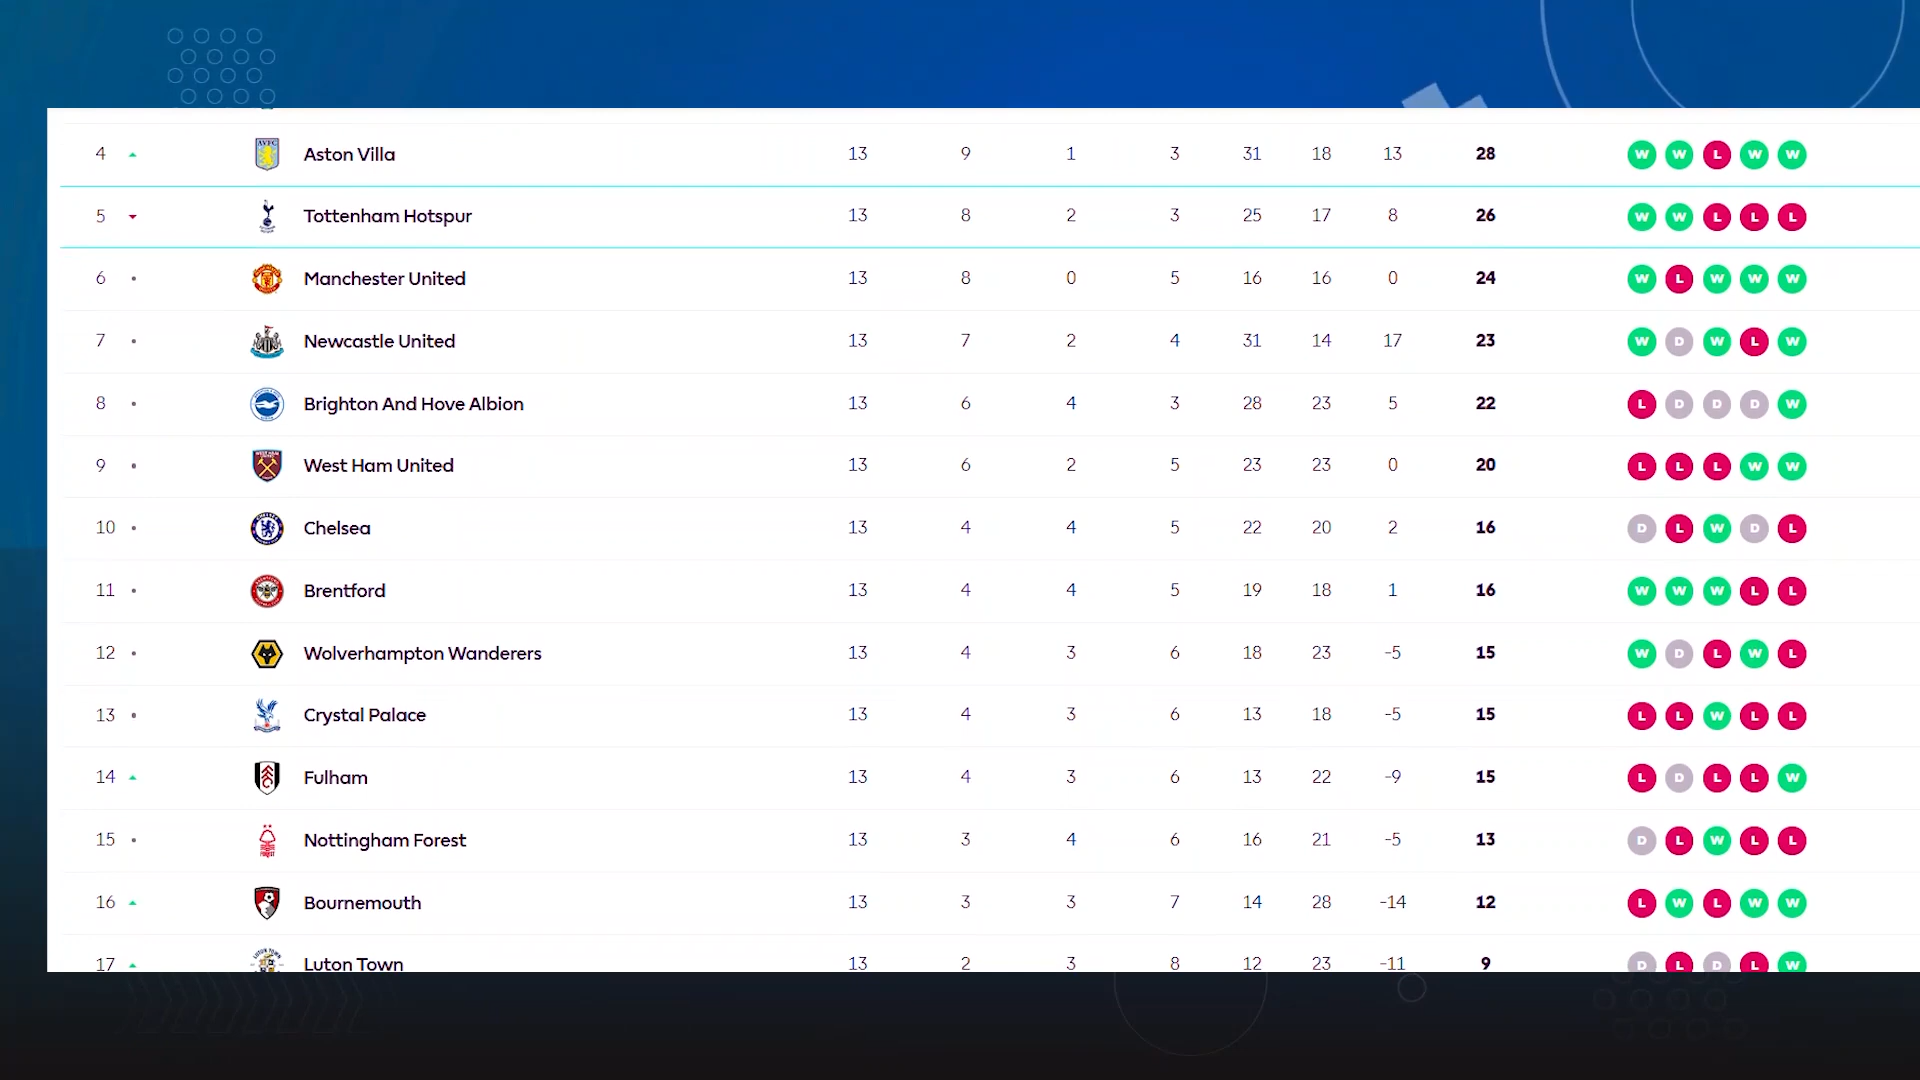 4 Aston Villa 13 9 1 3 31 18 13 28 W W L W W
5 Tottenham Hotspur 13 8 2 3 25 17 8 26 W W L L L
6 Manchester United 13 8 0 5 16 16 0 24 W L W W W
7 Newcastle United 13 7 2 4 31 14 17 23 W D W L W
8 Brighton And Hove Albion 13 6 4 3 28 23 5 22 L D D D W
9 West Ham United 13 6 2 5 23 23 0 20 L L L W W
10 Chelsea 13 4 4 5 22 20 2 16 D L W D L
11 Brentford 13 4 4 5 19 18 1 16 W W W L L
12 Wolverhampton Wanderers 13 4 3 6 18 23 -5 15 W D L W L
13 Crystal Palace 13 4 3 6 13 18 -5 15 L L W L L
14 Fulham 13 4 3 6 13 22 -9 15 L D L L W
15 Nottingham Forest 13 3 4 6 16 21 -5 13 D L W L L
16 Bournemouth 13 3 3 7 14 28 -14 12 L W L W W
17 Luton Town 13 2 3 8 12 23 -11 9 D L D L W